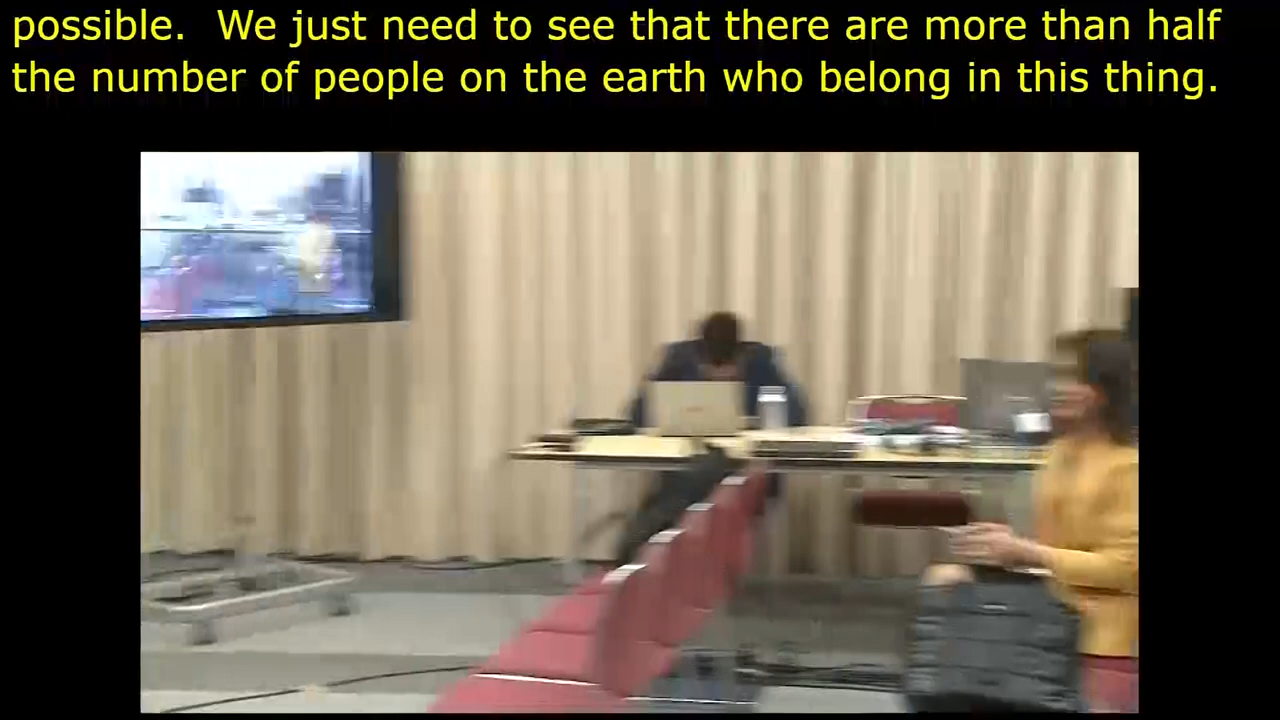 possible.  We just need to see that there are more than half
the number of people on the earth who belong in this thing.